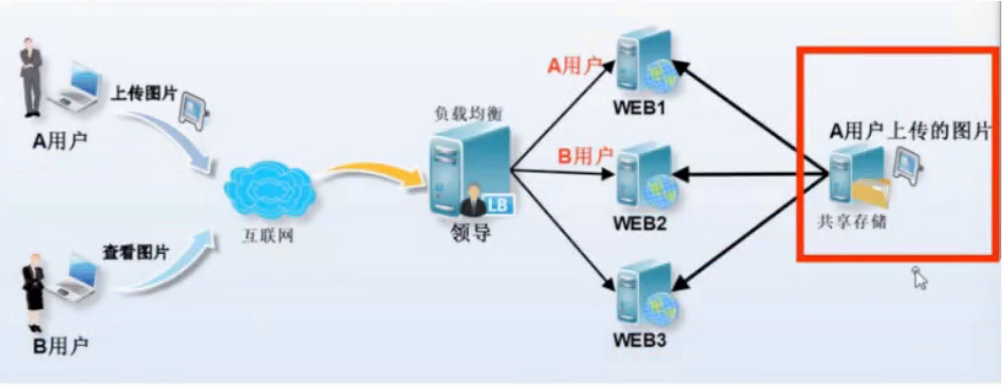 上传图片
A用户
查看图片
B用户
互联网
负载均衡
LB
领导
A用户
WEB1
B用户
WEB2
WEB3
A用户上传的图片
共享存储